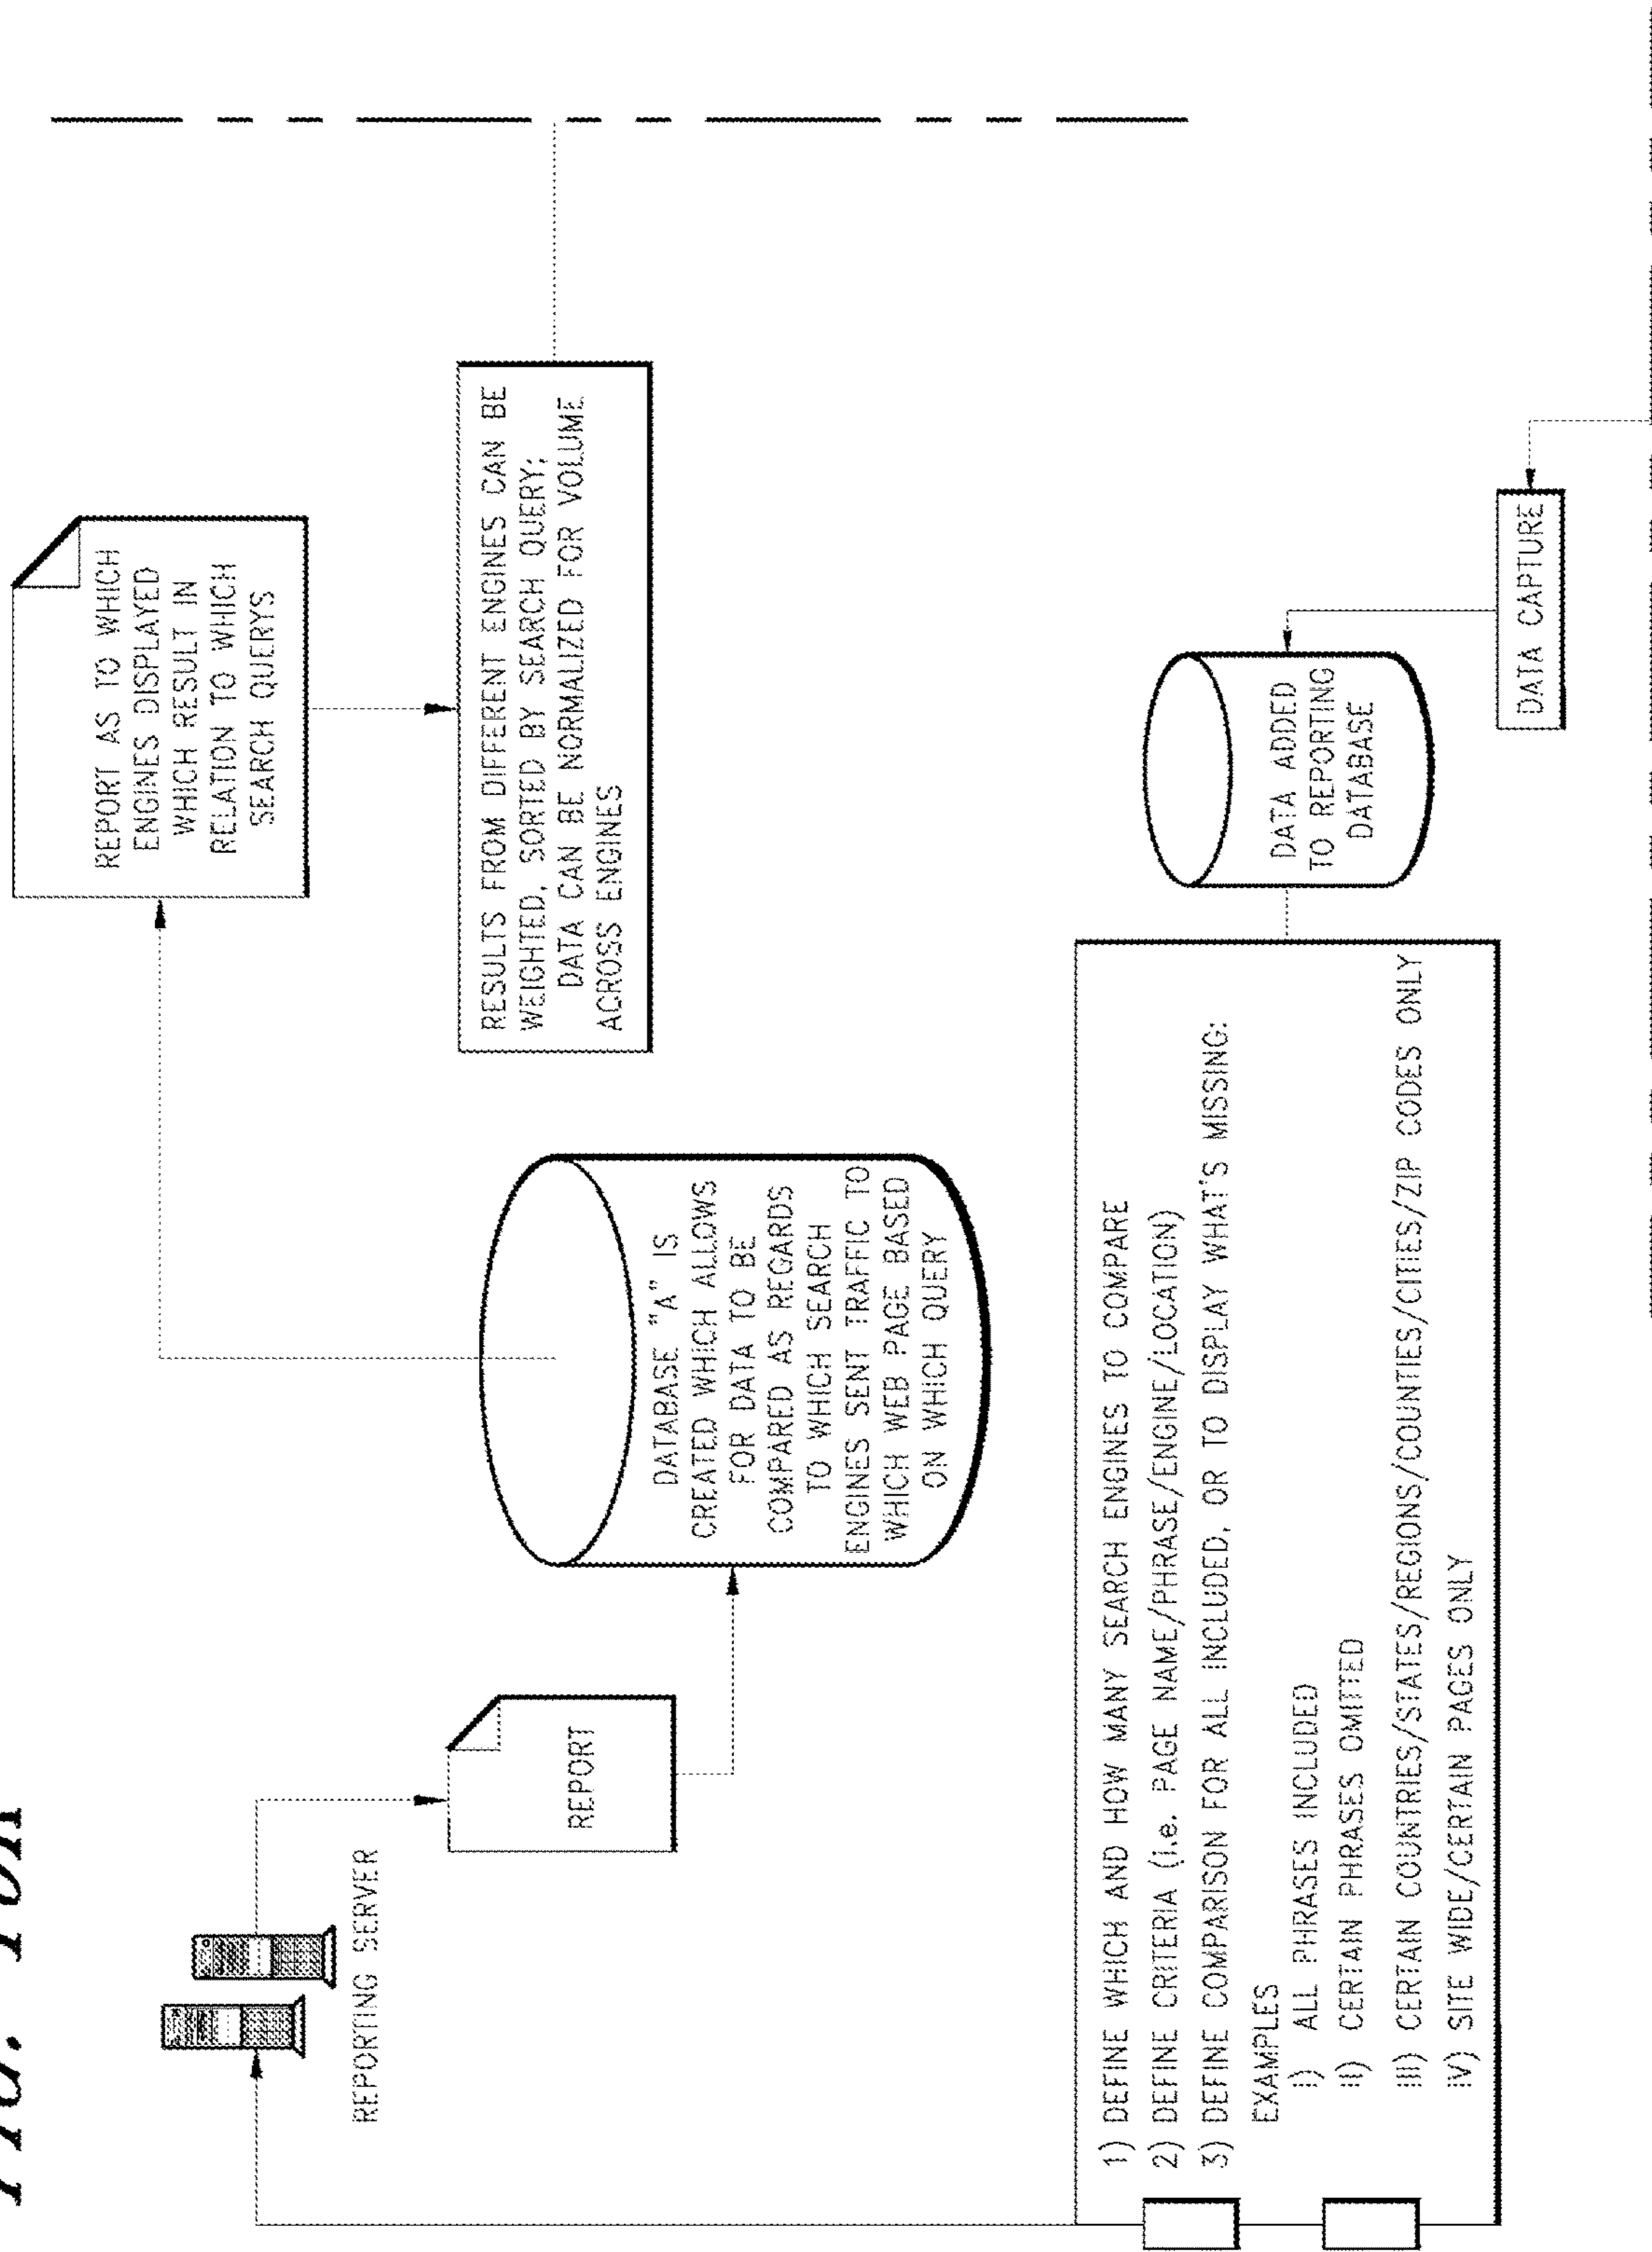 FIG.
REPORTING SERVER
REPORT
DATABASE "A" IS
CREATED WHICH ALLOWS
FOR DATA TO BE
COMPARED AS REGARDS
TO WHICH SEARCH
ENGINES SENT TRAFFIC TO
WHICH WEB PAGE BASED
ON WHICH QUERY
REPORT AS TO WHICH
ENGINES DISPLAYED
WHICH RESULT IN
RELATION TO WHICH
SEARCH QUERYS
RESULTS FROM DIFFERENT ENGINES CAN BE
WEIGHTED, SORTED BY SEARCH QUERY;
DATA CAN BE NORMALIZED FOR VOLUME
ACROSS ENGINES
1) DEFINE WHICH AND HOW MANY SEARCH ENGINES TO COMPARE
2) DEFINE CRITERIA (i.e. PAGE NAME/PHRASE/ENGINE/LOCATION)
3) DEFINE COMPARISON FOR ALL INCLUDED, OR TO DISPLAY WHAT'S MISSING:
EXAMPLES
I) ALL PHRASES INCLUDED
II) CERTAIN PHRASES OMITTED
III) CERTAIN COUNTRIES/STATES/REGIONS/COUNTIES/CITIES/ZIP CODES ONLY
IV) SITE WIDE/CERTAIN PAGES ONLY
DATA ADDED
TO REPORTING
DATABASE
DATA CAPTURE